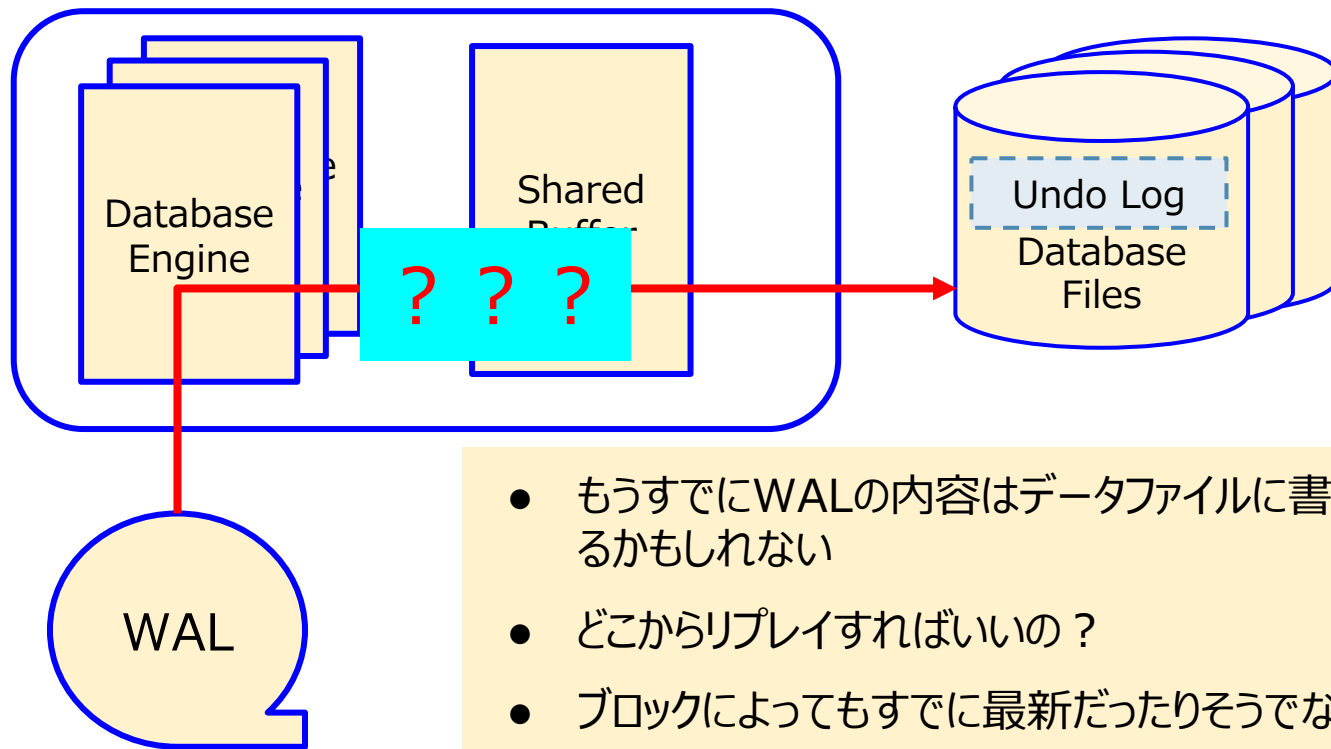 Database
Engine
Shared
Buffer
? ? ?
Undo Log
Database
Files
WAL
● もうすでにWALの内容はデータファイルに書
るかもしれない
● どこからリプレイすればいいの？
● ブロックによってもすでに最新だったりそうでな